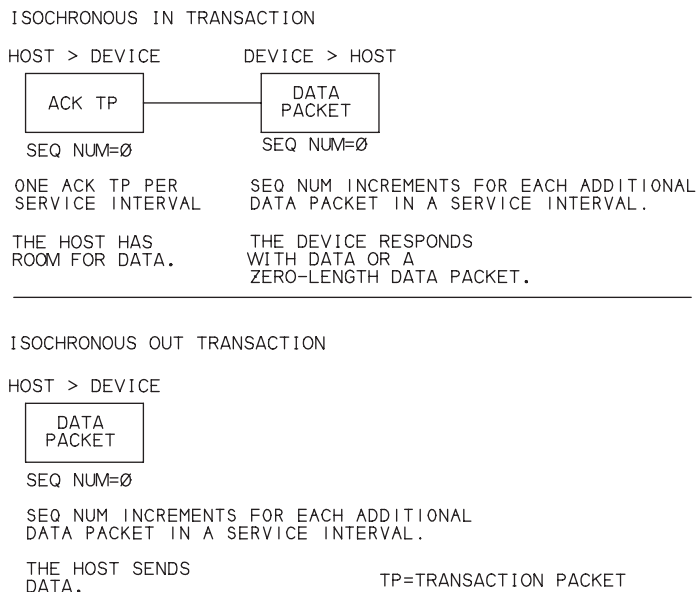 ISOCHRONOUS IN TRANSACTION
HOST > DEVICE
DEVICE > HOST
ACK TP
DATA
PACKET
SEQ NUM=Ø
SEQ NUM=Ø
ONE ACK TP PER
SERVICE INTERVAL
SEQ NUM INCREMENTS FOR EACH ADDITIONAL
DATA PACKET IN A SERVICE INTERVAL.
THE HOST HAS
ROOM FOR DATA.
THE DEVICE RESPONDS
WITH DATA OR A
ZERO-LENGTH DATA PACKET.
ISOCHRONOUS OUT TRANSACTION
HOST > DEVICE
DATA
PACKET
SEQ NUM=Ø
SEQ NUM INCREMENTS FOR EACH ADDITIONAL
DATA PACKET IN A SERVICE INTERVAL.
THE HOST SENDS
DATA.
TP=TRANSACTION PACKET